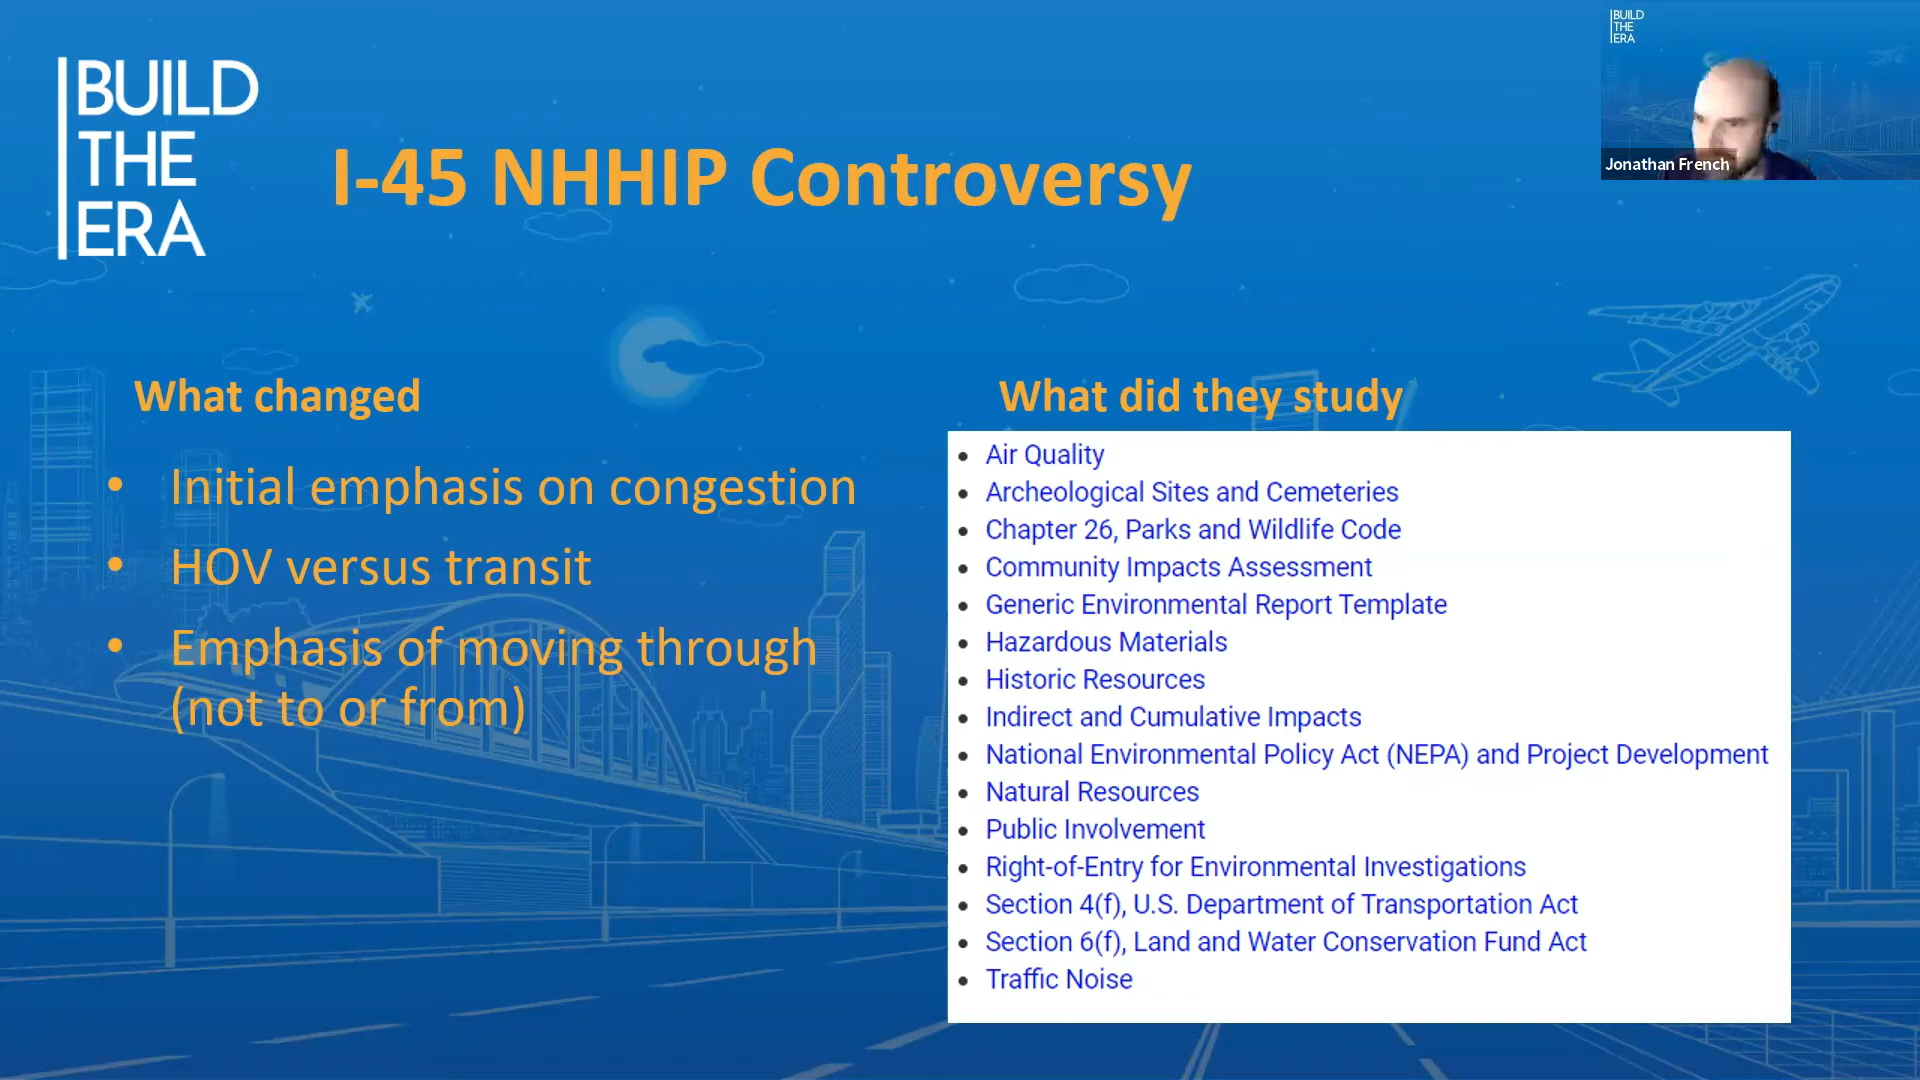 BUILD
THE
ERA
I-45 NHHIP Controversy
BUILD
THE
ERA
Jonathan French
What changed
• Initial emphasis on congestion
• HOV versus transit
• Emphasis of moving through
(not to or from)
What did they study
• Air Quality
• Archeological Sites and Cemeteries
• Chapter 26, Parks and Wildlife Code
• Community Impacts Assessment
• Generic Environmental Report Template
• Hazardous Materials
• Historic Resources
• Indirect and Cumulative Impacts
• National Environmental Policy Act (NEPA) and Project Development
• Natural Resources
• Public Involvement
• Right-of-Entry for Environmental Investigations
• Section 4(f), U.S. Department of Transportation Act
• Section 6(f), Land and Water Conservation Fund Act
• Traffic Noise